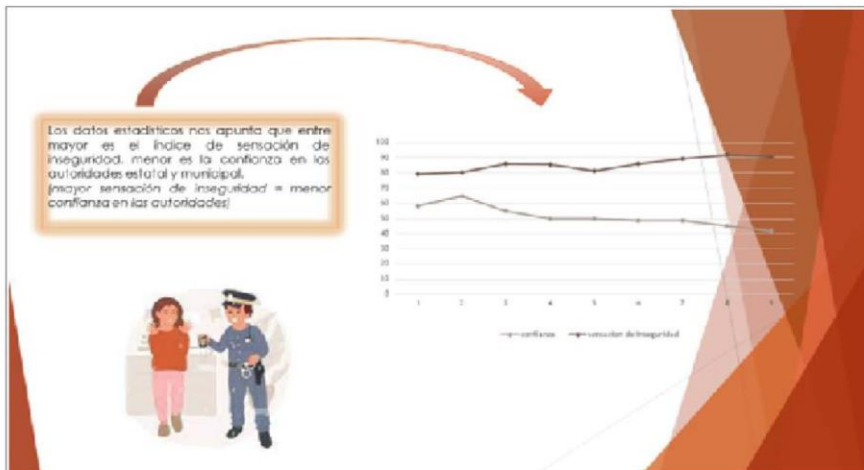 Los datos estadísticos nos apunta que entre
mayor es el índice de sensación de
inseguridad, menor es la confianza en las
autoridades estatal y municipal.
(mayor sensación de inseguridad = menor
confianza en las autoridades)
100
90
80
70
60
50
40
30
20
10
0
1 2 3 4 5 6 7 8 9
confianza sensacion de inseguridad